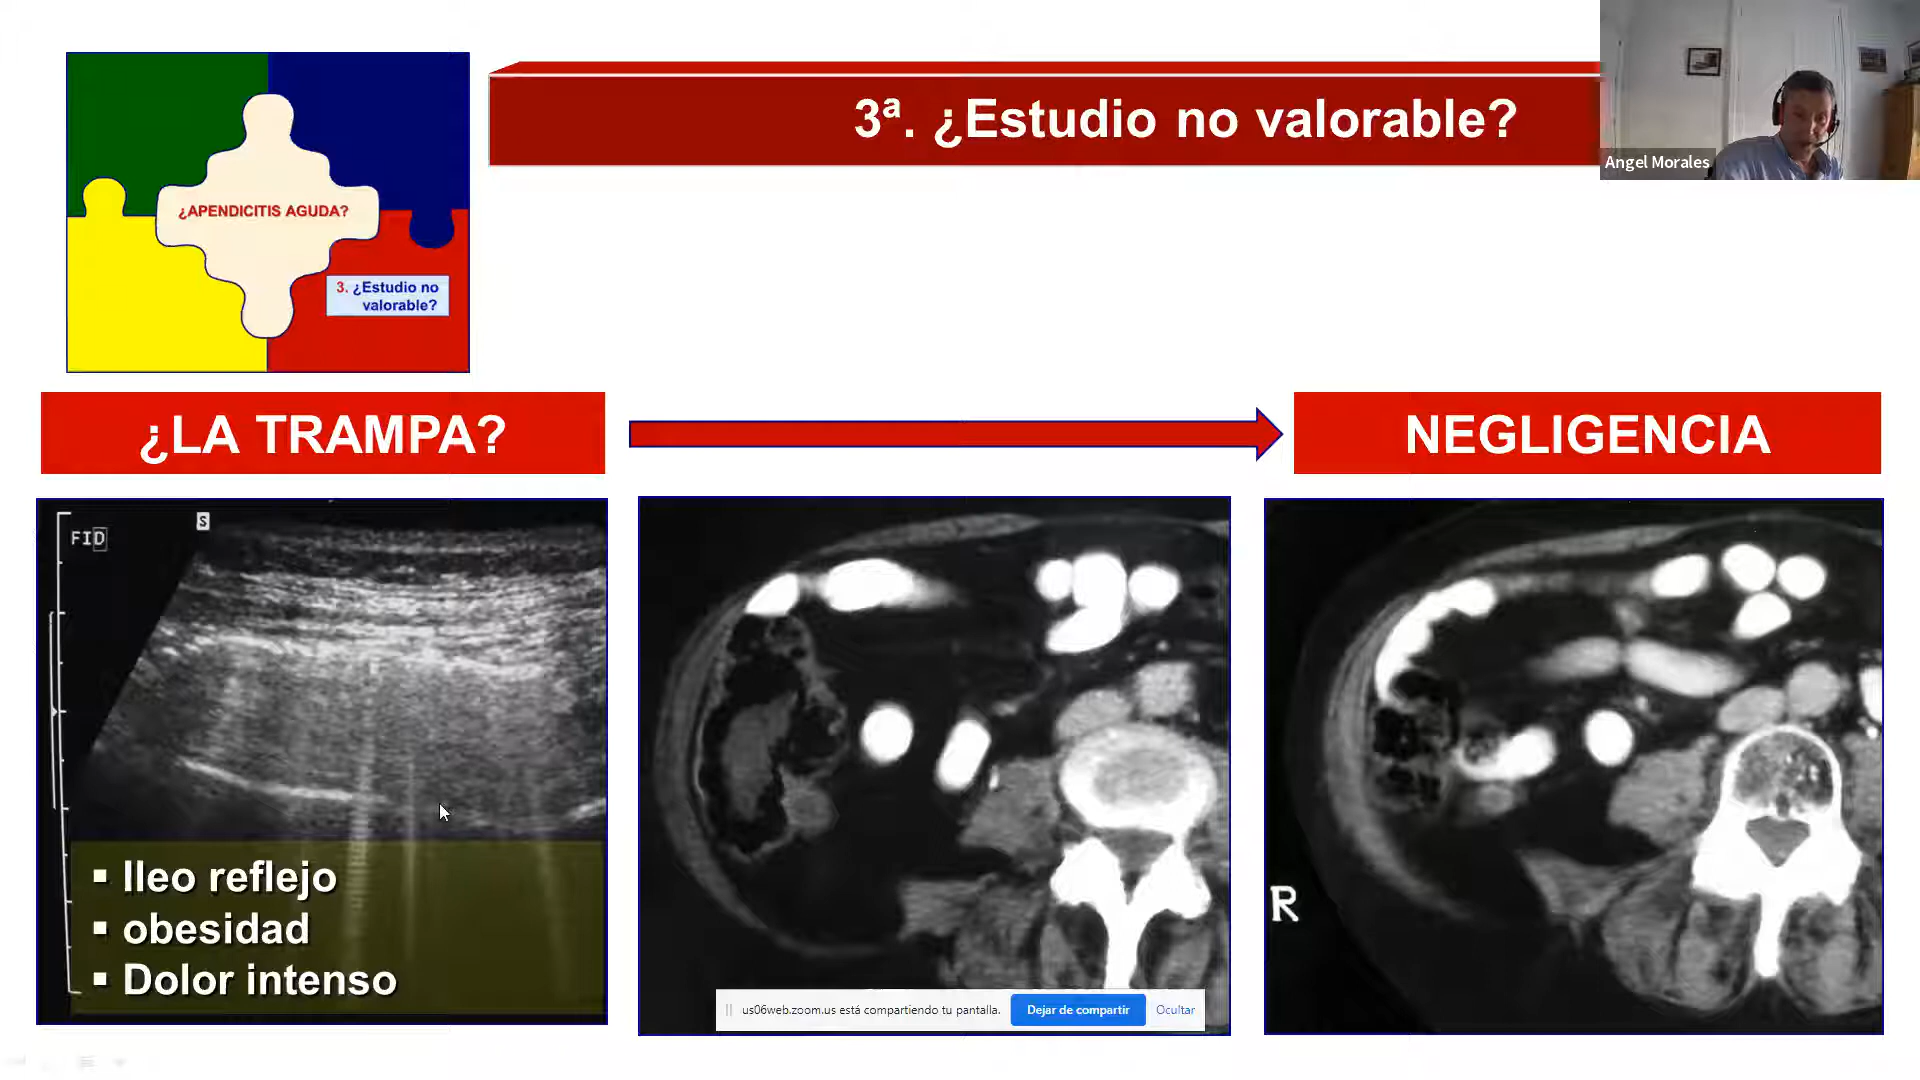 3ª. ¿Estudio no valorable?
Angel Morales
¿APENDICITIS AGUDA?
3. ¿Estudio no
valorable?
¿LA TRAMPA?
NEGLIGENCIA
S
FID
▪ Ileo reflejo
▪ obesidad
▪ Dolor intenso
R
us06web.zoom.us está compartiendo tu pantalla.
Dejar de compartir
Ocultar